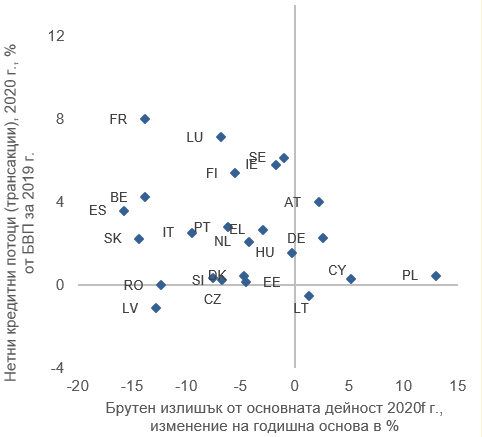 Нетни кредитни потоци (трансакции), 2020 г., %
от БВП за 2019 г.
12
8
4
0
-4
FR
LU
SE
IE
FI
BE
ES
AT
SK
IT
PT
EL
NL
DE
HU
RO
SI
DK
CZ
EE
CY
PL
LV
LT
-20
-15
-10
-5
0
5
10
15
Брутен излишък от основната дейност 2020f г.,
изменение на годишна основа в %